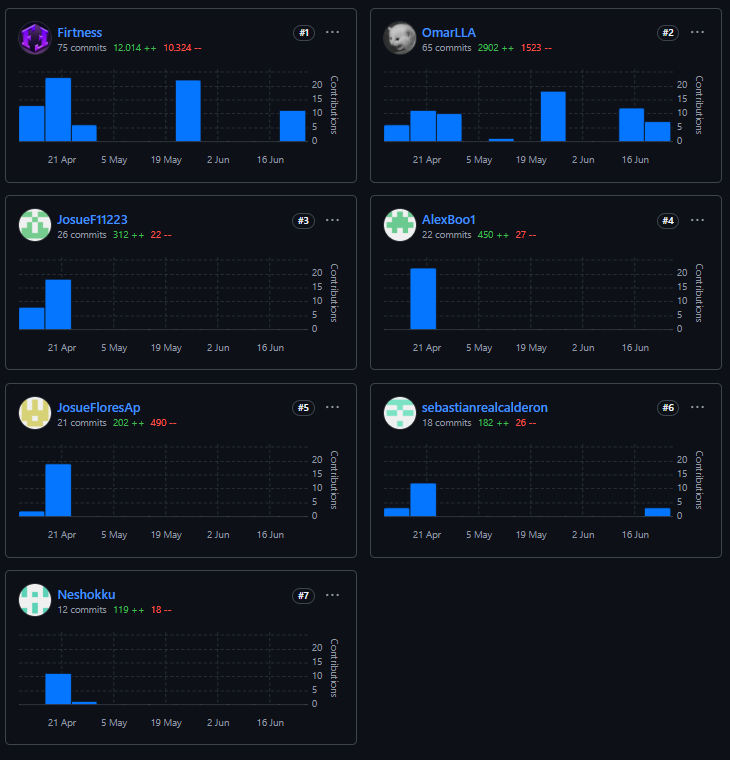 Firtness #1 ···
75 commits 12,014 ++ 10,324 --
20
15
10
5
0
Contributions
21 Apr 5 May 19 May 2 Jun 16 Jun
OmarLLA #2 ···
65 commits 2902 ++ 1523 --
20
15
10
5
0
Contributions
21 Apr 5 May 19 May 2 Jun 16 Jun
JosueF11223 #3 ···
26 commits 312 ++ 22 --
20
15
10
5
0
Contributions
21 Apr 5 May 19 May 2 Jun 16 Jun
AlexBoo1 #4 ···
22 commits 450 ++ 27 --
20
15
10
5
0
Contributions
21 Apr 5 May 19 May 2 Jun 16 Jun
JosueFloresAp #5 ···
21 commits 202 ++ 490 --
20
15
10
5
0
Contributions
21 Apr 5 May 19 May 2 Jun 16 Jun
sebastianrealcalderon #6 ···
18 commits 182 ++ 26 --
20
15
10
5
0
Contributions
21 Apr 5 May 19 May 2 Jun 16 Jun
Neshokku #7 ···
12 commits 119 ++ 18 --
20
15
10
5
0
Contributions
21 Apr 5 May 19 May 2 Jun 16 Jun